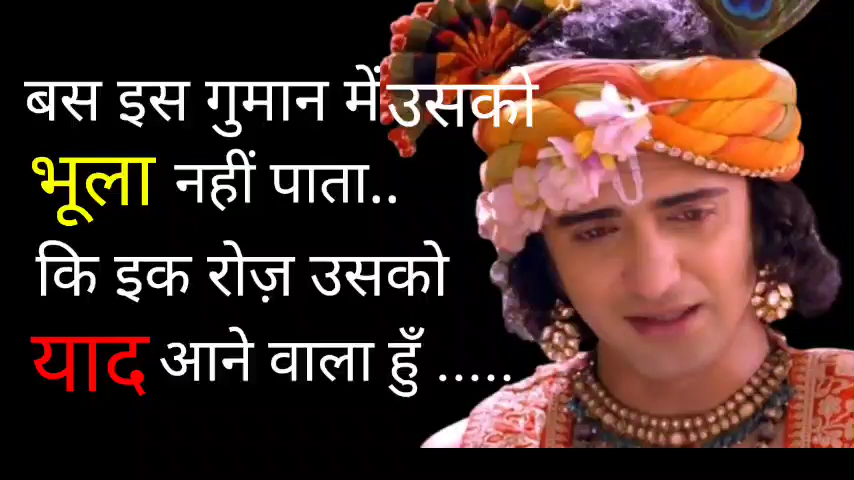 बस इस गुमान में उसको
भूला नहीं पाता..
कि इक रोज़ उसको
याद आने वाला हुँ .....